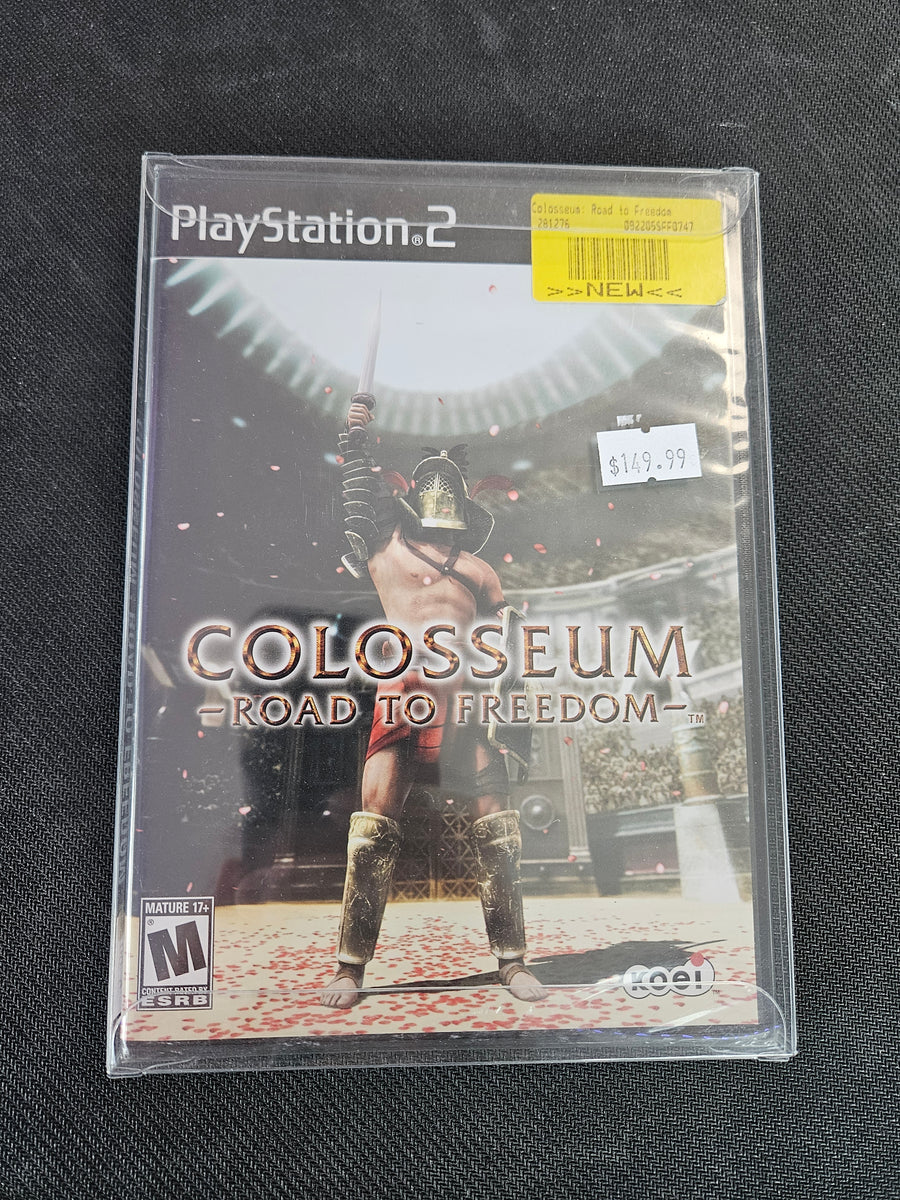 PlayStation®2
Colosseum: Road to Freedom
281276 092205SFF0747
>>NEW<<
$149.99
COLOSSEUM
-ROAD TO FREEDOM-™
MATURE 17+
M
®
CONTENT RATED BY
ESRB
KOEI